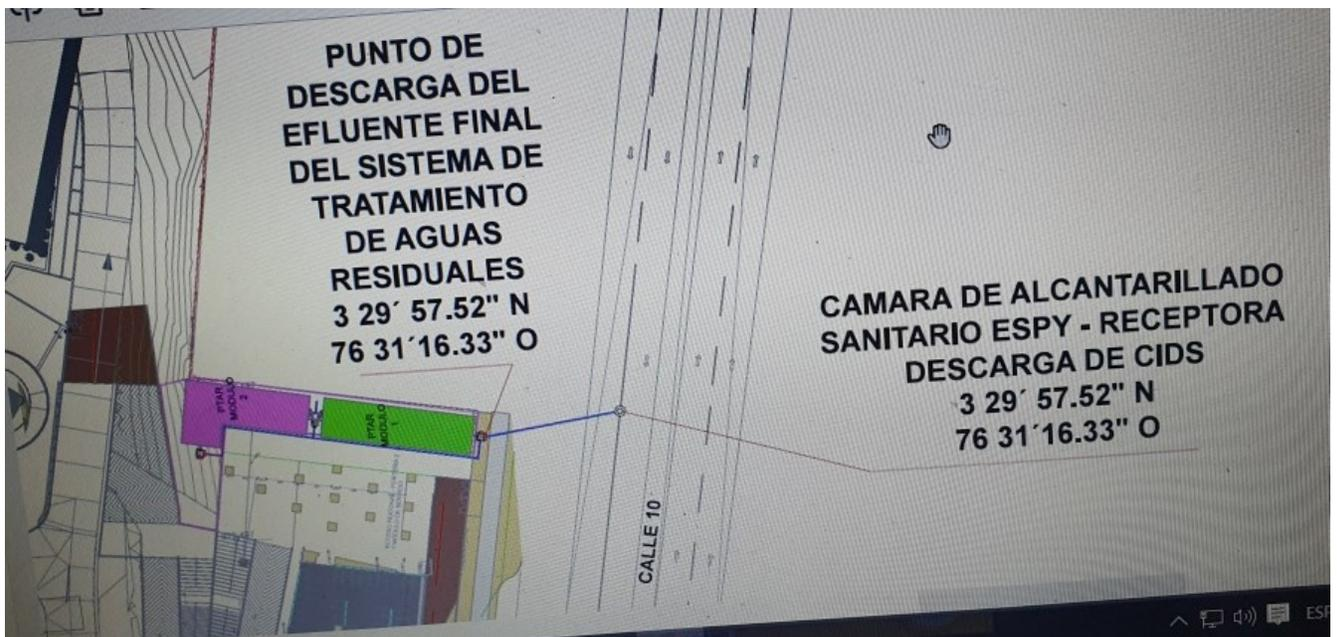 PUNTO DE
DESCARGA DEL
EFLUENTE FINAL
DEL SISTEMA DE
TRATAMIENTO
DE AGUAS
RESIDUALES
3 29´ 57.52" N
76 31´16.33" O
CAMARA DE ALCANTARILLADO
SANITARIO ESPY - RECEPTORA
DESCARGA DE CIDS
3 29´ 57.52" N
76 31´16.33" O
PTAR
MODULO
2
PTAR
MODULO
1
CALLE 10
ESP